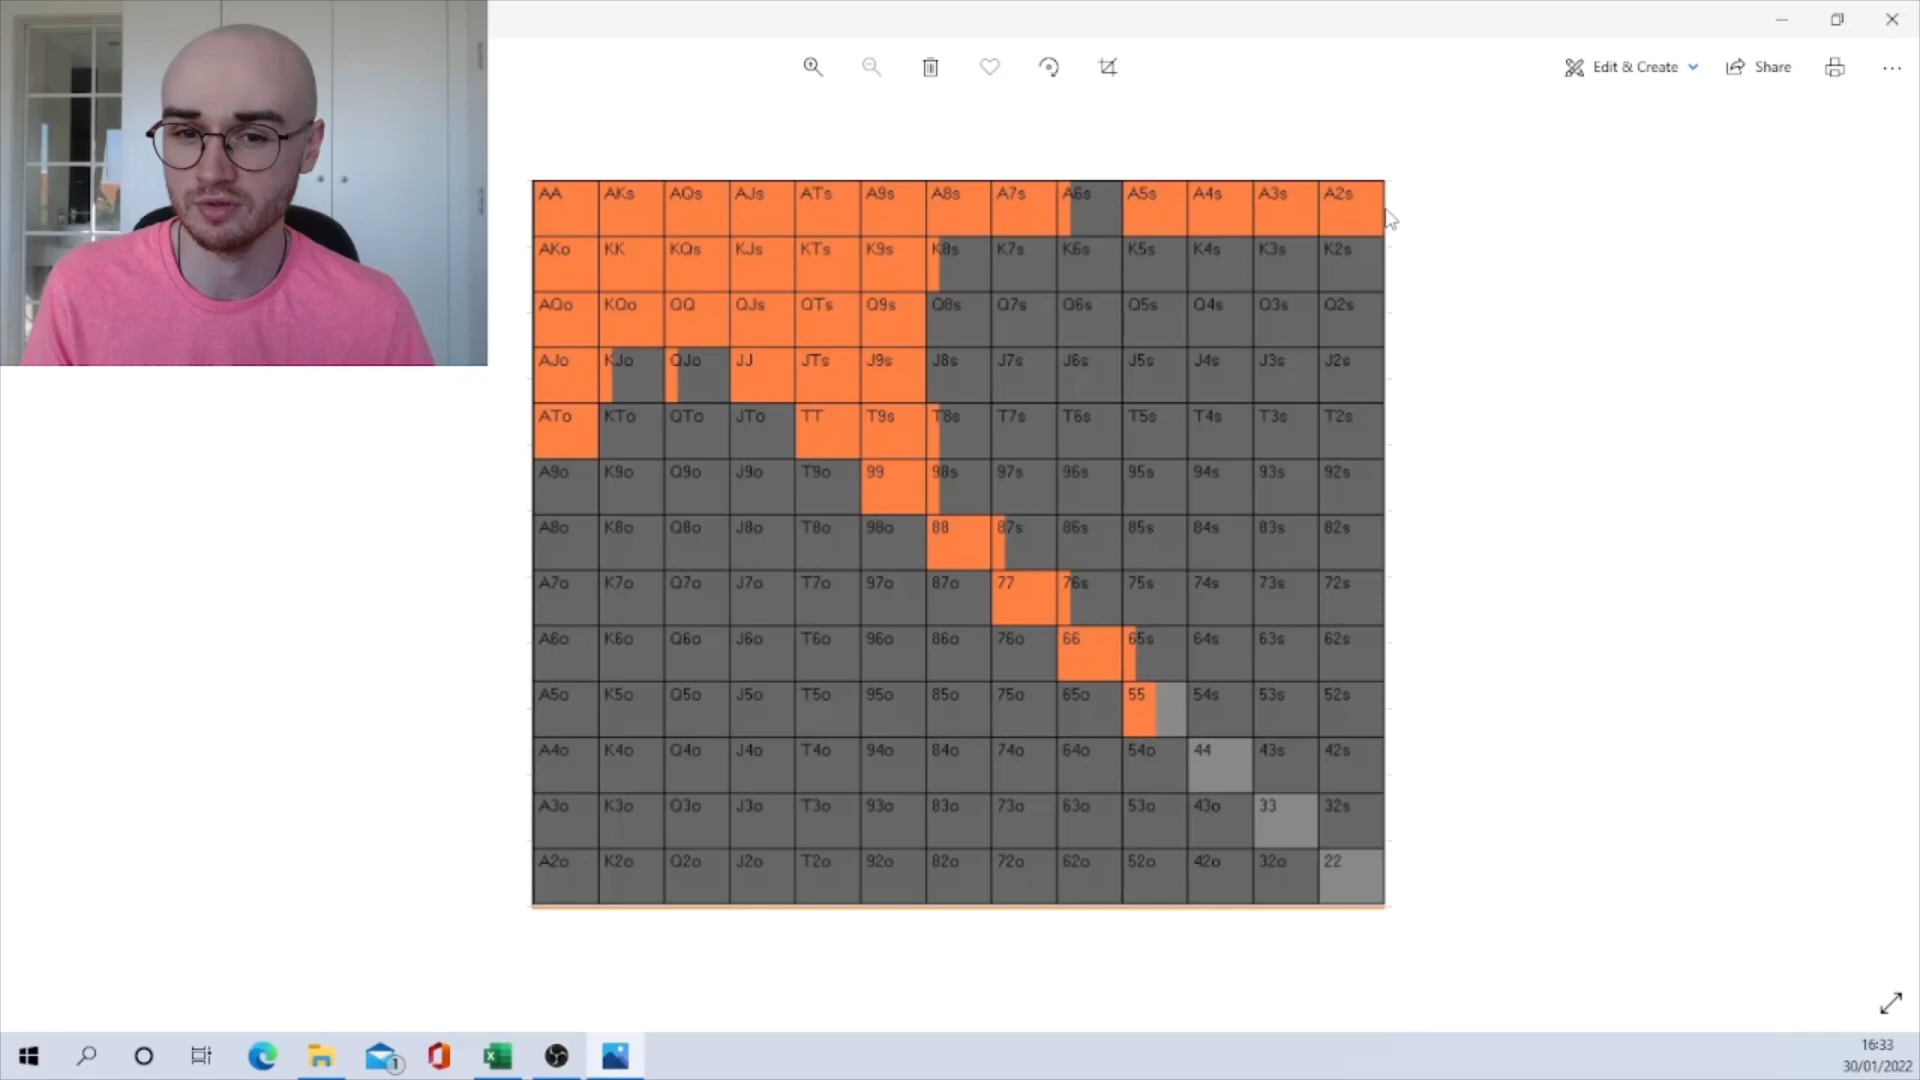 Edit & Create
Share
AA AKs AQs AJs ATs A9s A8s A7s A6s A5s A4s A3s A2s
AKo KK KQs KJs KTs K9s K8s K7s K6s K5s K4s K3s K2s
AQo KQo QQ QJs QTs Q9s Q8s Q7s Q6s Q5s Q4s Q3s Q2s
AJo KJo QJo JJ JTs J9s J8s J7s J6s J5s J4s J3s J2s
ATo KTo QTo JTo TT T9s T8s T7s T6s T5s T4s T3s T2s
A9o K9o Q9o J9o T9o 99 98s 97s 96s 95s 94s 93s 92s
A8o K8o Q8o J8o T8o 98o 88 87s 86s 85s 84s 83s 82s
A7o K7o Q7o J7o T7o 97o 87o 77 76s 75s 74s 73s 72s
A6o K6o Q6o J6o T6o 96o 86o 76o 66 65s 64s 63s 62s
A5o K5o Q5o J5o T5o 95o 85o 75o 65o 55 54s 53s 52s
A4o K4o Q4o J4o T4o 94o 84o 74o 64o 54o 44 43s 42s
A3o K3o Q3o J3o T3o 93o 83o 73o 63o 53o 43o 33 32s
A2o K2o Q2o J2o T2o 92o 82o 72o 62o 52o 42o 32o 22
1
16:33
30/01/2022